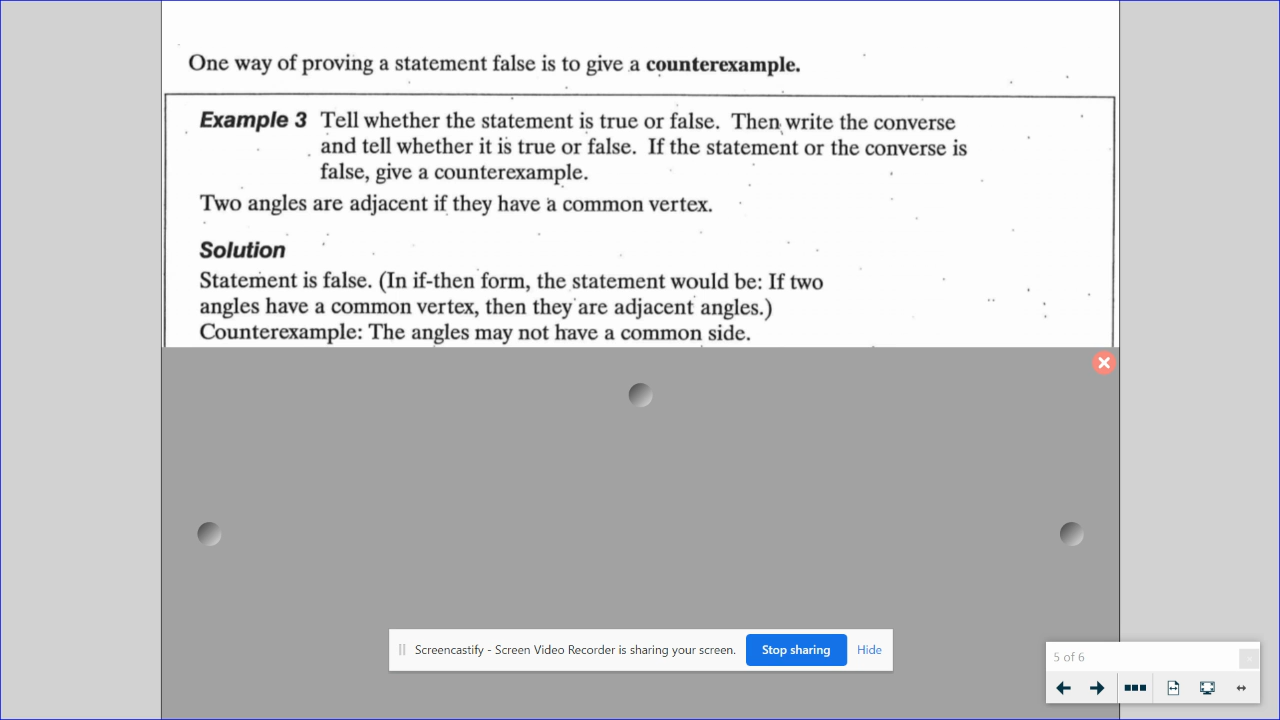 One way of proving a statement false is to give a counterexample.
Example 3 Tell whether the statement is true or false. Then write the converse
and tell whether it is true or false. If the statement or the converse is
false, give a counterexample.
Two angles are adjacent if they have a common vertex.
Solution
Statement is false. (In if-then form, the statement would be: If two
angles have a common vertex, then they are adjacent angles.)
Counterexample: The angles may not have a common side.
Screencastify - Screen Video Recorder is sharing your screen.
Stop sharing
Hide
5 of 6